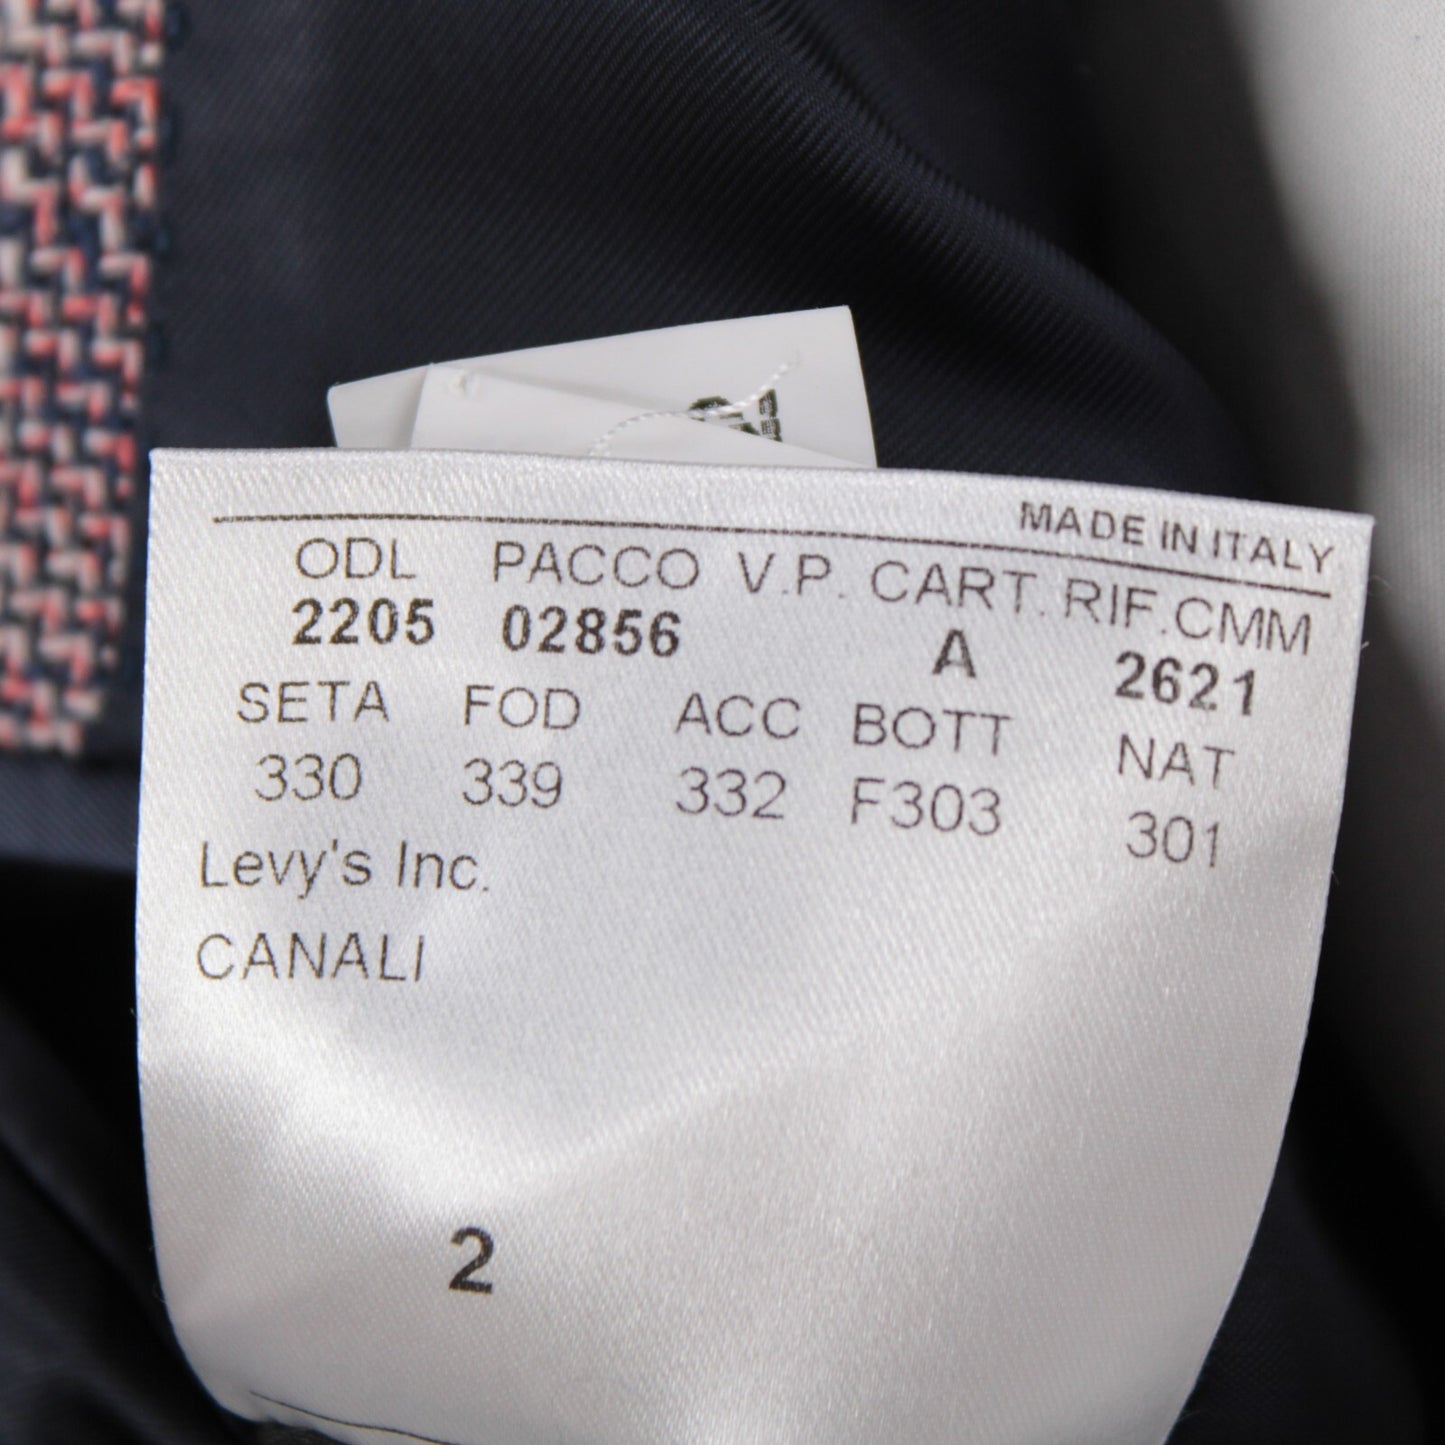 MADE IN ITALY
ODL PACCO V.P. CART. RIF.CMM
2205 02856 A 2621
SETA FOD ACC BOTT NAT
330 339 332 F303 301
Levy's Inc.
CANALI
2